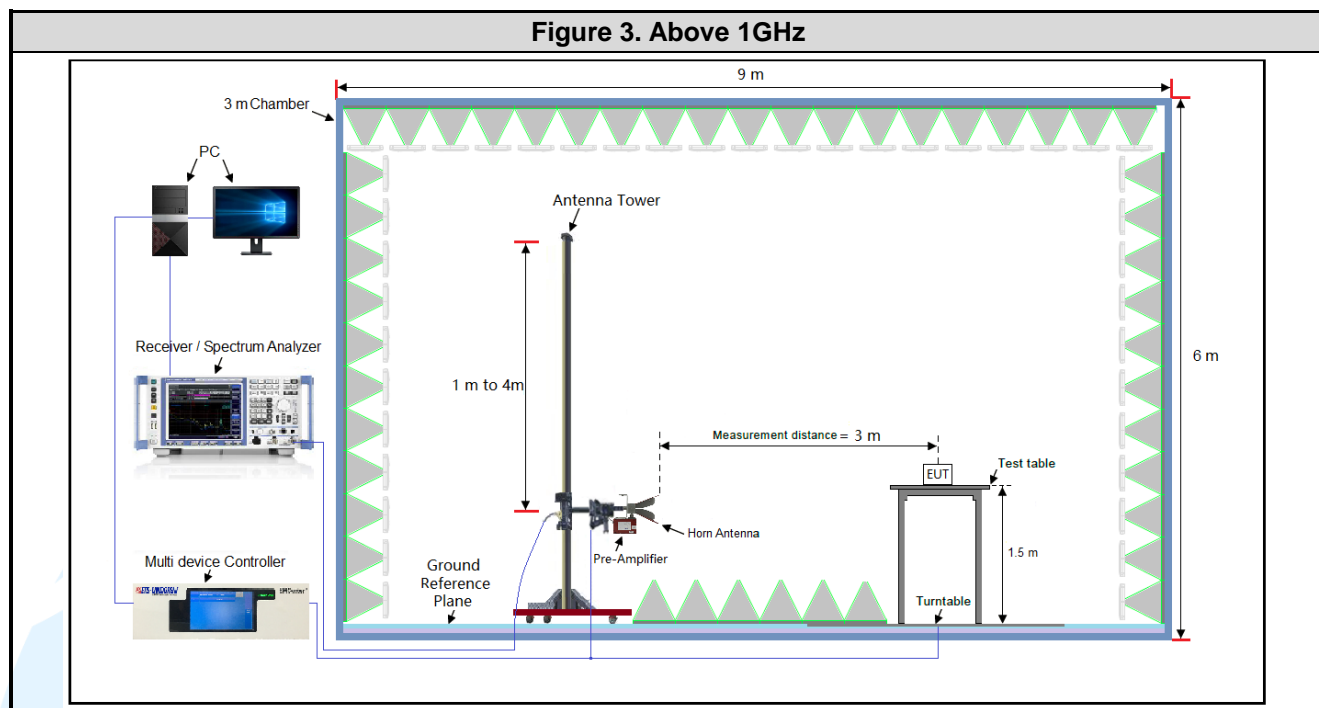 Figure 3. Above 1GHz
9 m
3 m Chamber
PC
Antenna Tower
Receiver / Spectrum Analyzer
1 m to 4m
6 m
Measurement distance = 3 m
Test table
EUT
Horn Antenna
Pre-Amplifier
1.5 m
Multi device Controller
Ground
Reference
Plane
Turntable